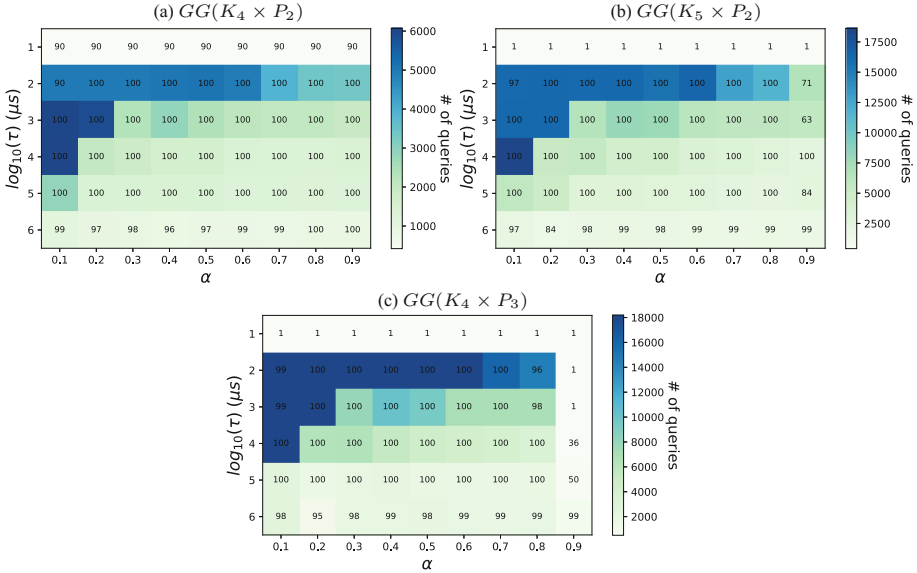 (a) GG(K₄ × P₂)
log₁₀(τ) (μs)
1 90 90 90 90 90 90 90 90 90
2 90 100 100 100 100 100 100 100 100
3 100 100 100 100 100 100 100 100 100
4 100 100 100 100 100 100 100 100 100
5 100 100 100 100 100 100 100 100 100
6 99 97 98 96 97 99 99 100 100
0.1 0.2 0.3 0.4 0.5 0.6 0.7 0.8 0.9
α
6000
5000
4000
3000
2000
1000
# of queries
(b) GG(K₅ × P₂)
log₁₀(τ) (μs)
1 1 1 1 1 1 1 1 1 1
2 97 100 100 100 100 100 100 100 71
3 100 100 100 100 100 100 100 100 63
4 100 100 100 100 100 100 100 100 100
5 100 100 100 100 100 100 100 100 84
6 97 84 98 99 98 99 99 99 99
0.1 0.2 0.3 0.4 0.5 0.6 0.7 0.8 0.9
α
17500
15000
12500
10000
7500
5000
2500
# of queries
(c) GG(K₄ × P₃)
log₁₀(τ) (μs)
1 1 1 1 1 1 1 1 1 1
2 99 100 100 100 100 100 100 96 1
3 99 100 100 100 100 100 100 98 1
4 100 100 100 100 100 100 100 100 36
5 100 100 100 100 100 100 100 100 50
6 98 95 98 99 98 99 99 99 99
0.1 0.2 0.3 0.4 0.5 0.6 0.7 0.8 0.9
α
18000
16000
14000
12000
10000
8000
6000
4000
2000
# of queries